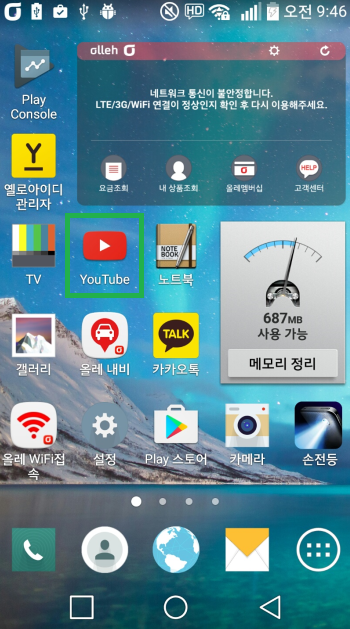 HD
오전 9:46
olleh
네트워크 통신이 불안정합니다.
LTE/3G/WiFi 연결이 정상인지 확인 후 다시 이용해주세요.
요금조회
내 상품조회
올레멤버십
HELP
고객센터
Play
Console
Y
옐로아이디
관리자
TV
YouTube
NOTE
BOOK
노트북
687MB
사용 가능
메모리 정리
갤러리
올레 내비
TALK
카카오톡
올레 WiFi접
속
설정
Play 스토어
카메라
손전등